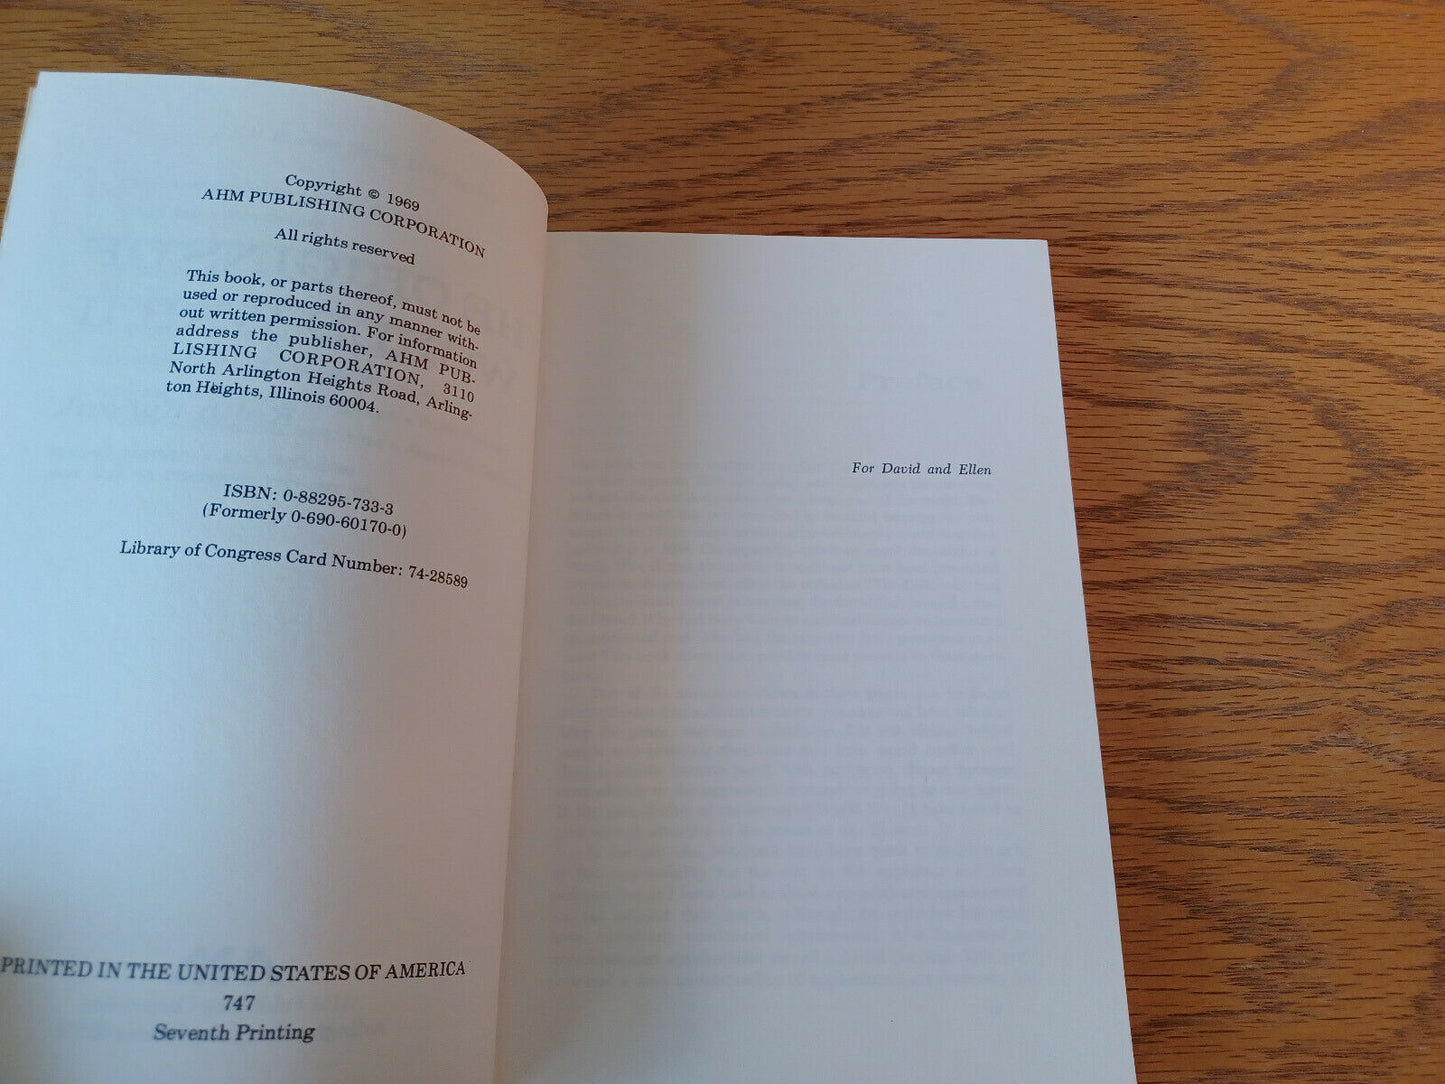 Copyright © 1969
AHM PUBLISHING CORPORATION
All rights reserved
This book, or parts thereof, must not be
used or reproduced in any manner with-
out written permission. For information
address the publisher, AHM PUB-
LISHING CORPORATION, 3110
North Arlington Heights Road, Arling-
ton Heights, Illinois 60004.
ISBN: 0-88295-733-3
(Formerly 0-690-60170-0)
Library of Congress Card Number: 74-28589
PRINTED IN THE UNITED STATES OF AMERICA
747
Seventh Printing
For David and Ellen